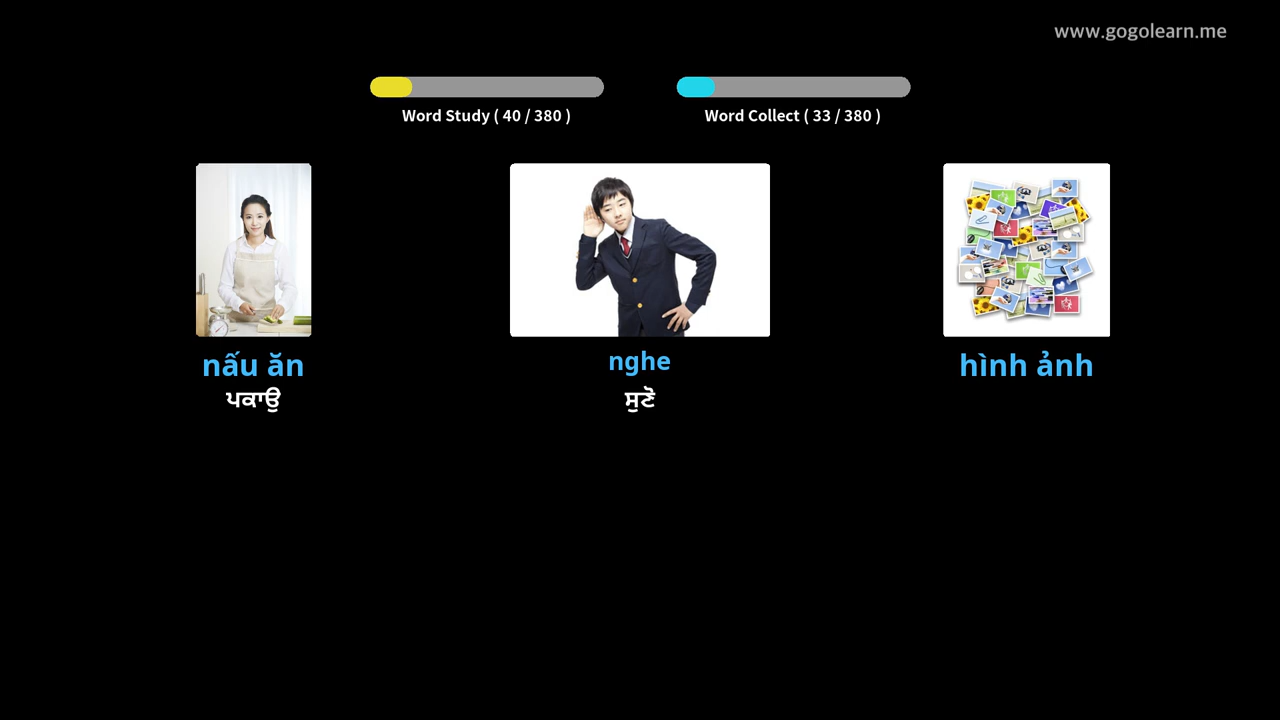 www.gogolearn.me
Word Study ( 40 / 380 )
Word Collect ( 33 / 380 )
nấu ăn
ਪਕਾਉ
nghe
ਸੁਣੋ
hình ảnh